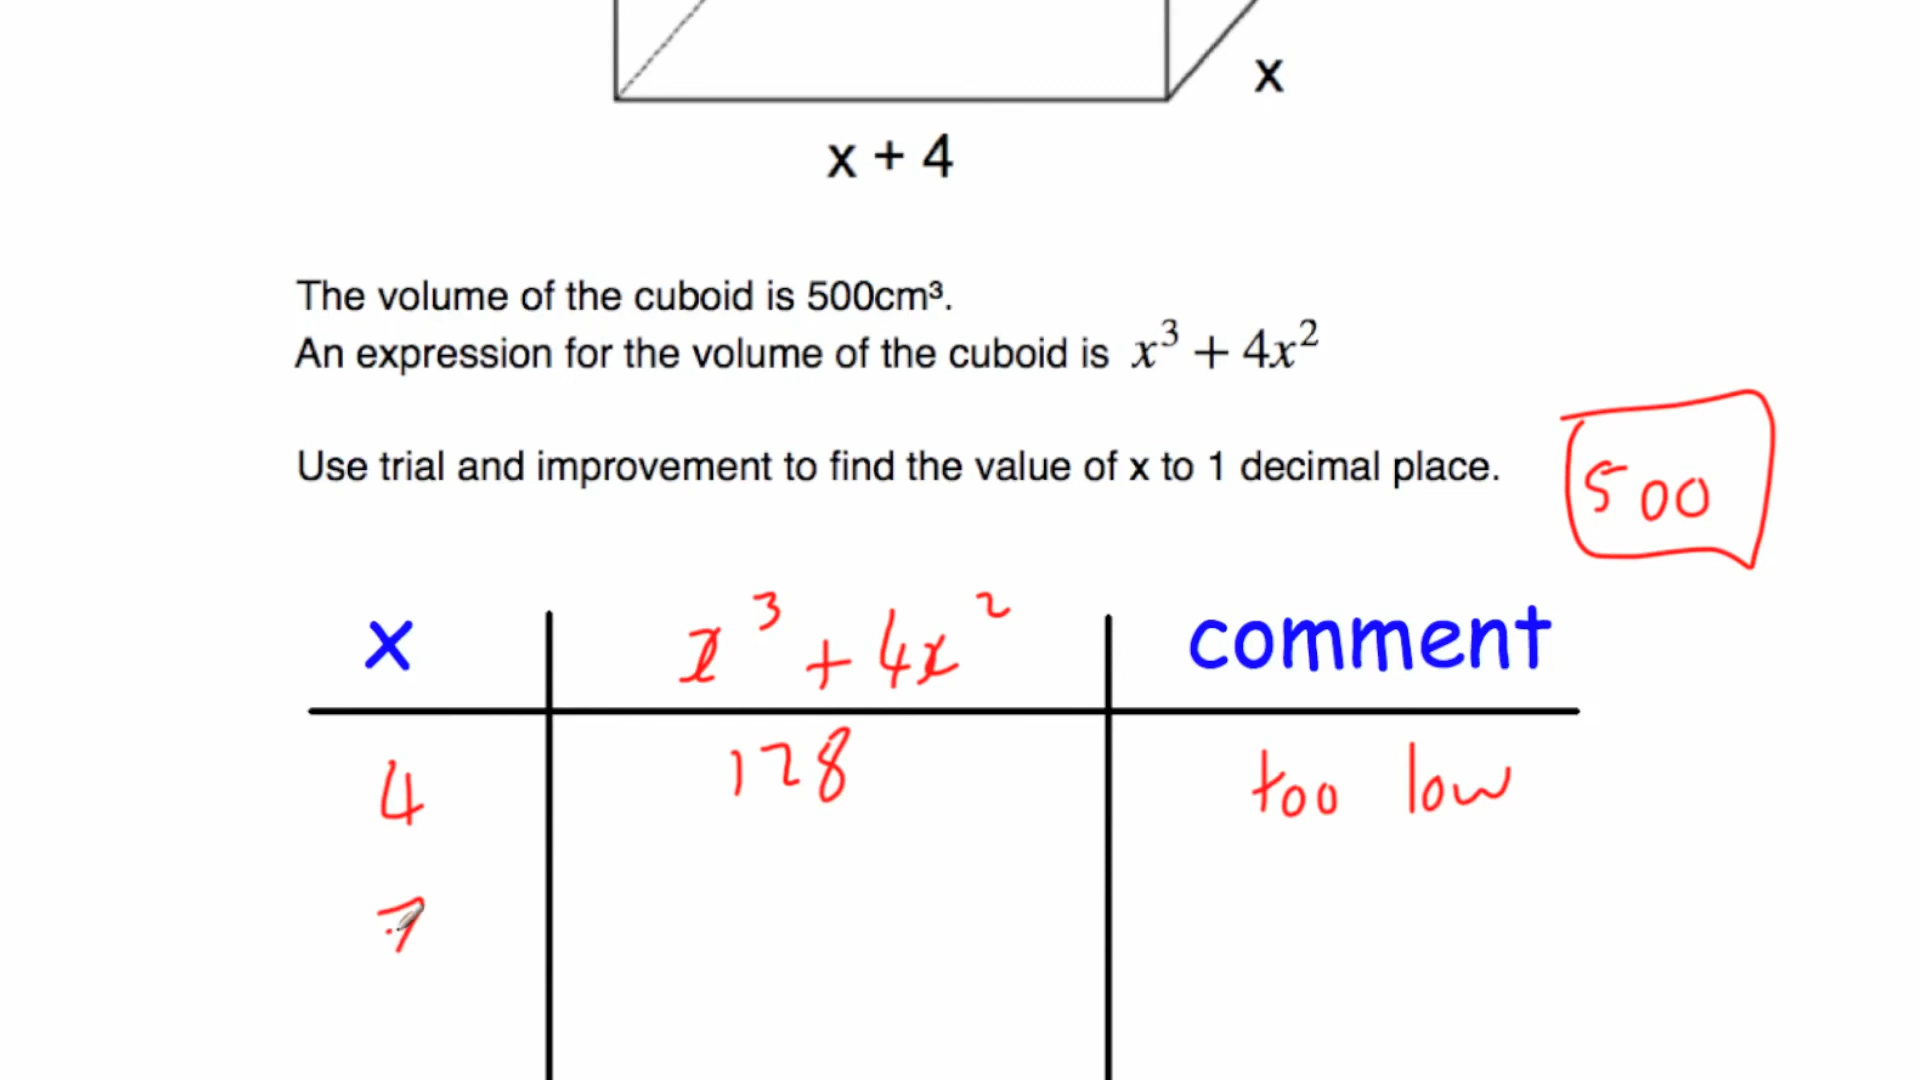 x
x + 4
The volume of the cuboid is 500cm³.
An expression for the volume of the cuboid is x³ + 4x²
Use trial and improvement to find the value of x to 1 decimal place.
500
x x³ + 4x² comment
4 128 too low
7